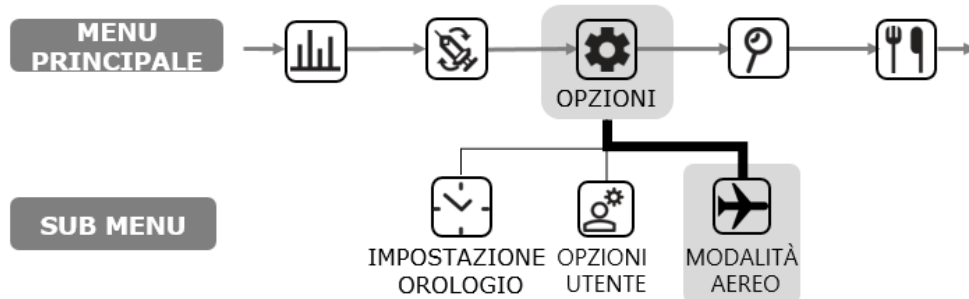 MENU
PRINCIPALE
OPZIONI
SUB MENU
IMPOSTAZIONE
OROLOGIO
OPZIONI
UTENTE
MODALITÀ
AEREO